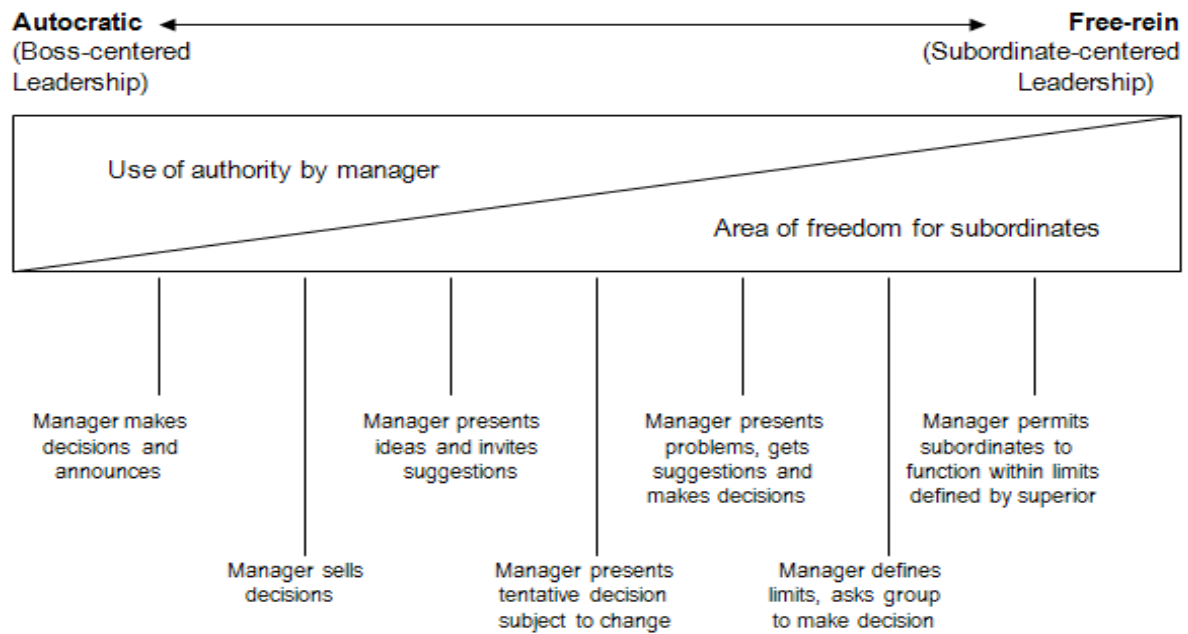 Autocratic
(Boss-centered
Leadership)
Free-rein
(Subordinate-centered
Leadership)
Use of authority by manager
Area of freedom for subordinates
Manager makes
decisions and
announces
Manager sells
decisions
Manager presents
ideas and invites
suggestions
Manager presents
tentative decision
subject to change
Manager presents
problems, gets
suggestions and
makes decisions
Manager defines
limits, asks group
to make decision
Manager permits
subordinates to
function within limits
defined by superior